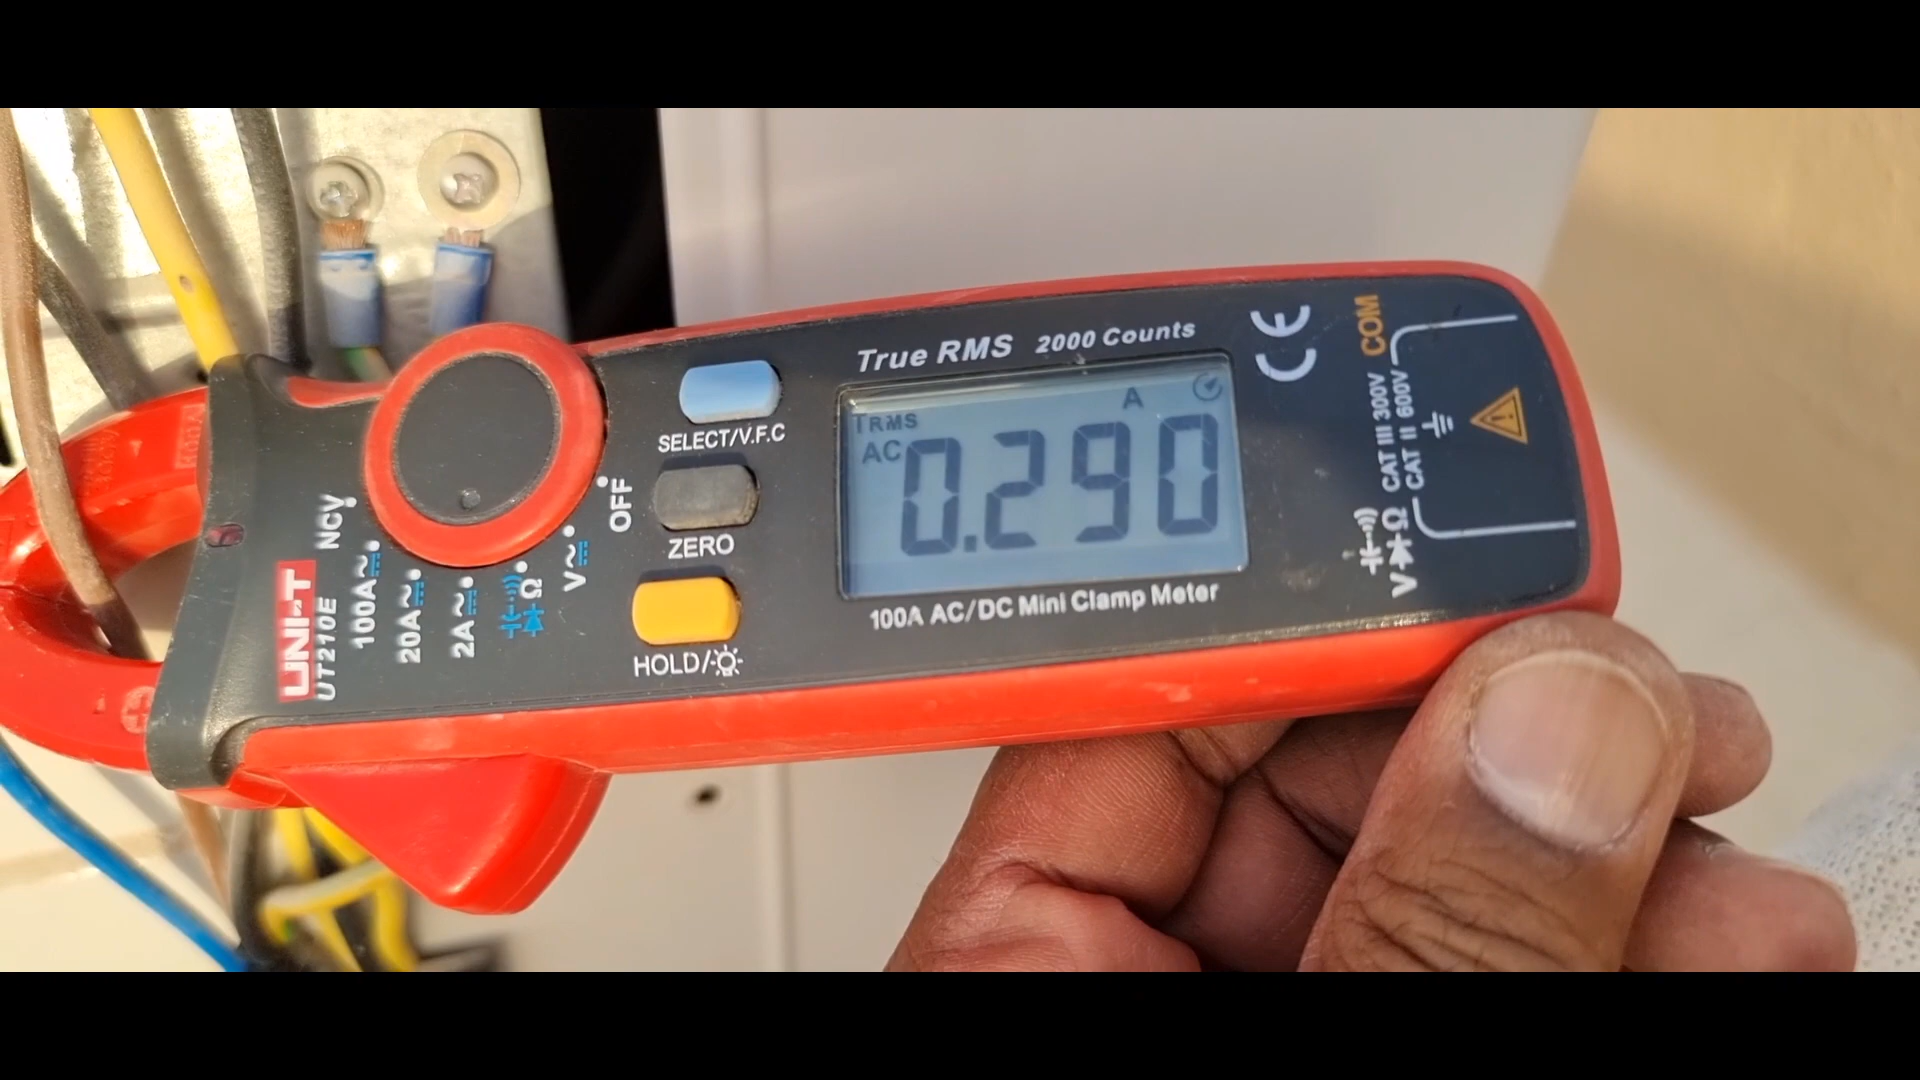 True RMS 2000 Counts
TRMS
AC
A
0.290
100A AC/DC Mini Clamp Meter
SELECT/V.F.C
ZERO
HOLD/
OFF
V~
Ω
2A~
20A~
100A~
NCV
UNI-T
UT210E
CE
COM
CAT III 300V
CAT II 600V
VΩ